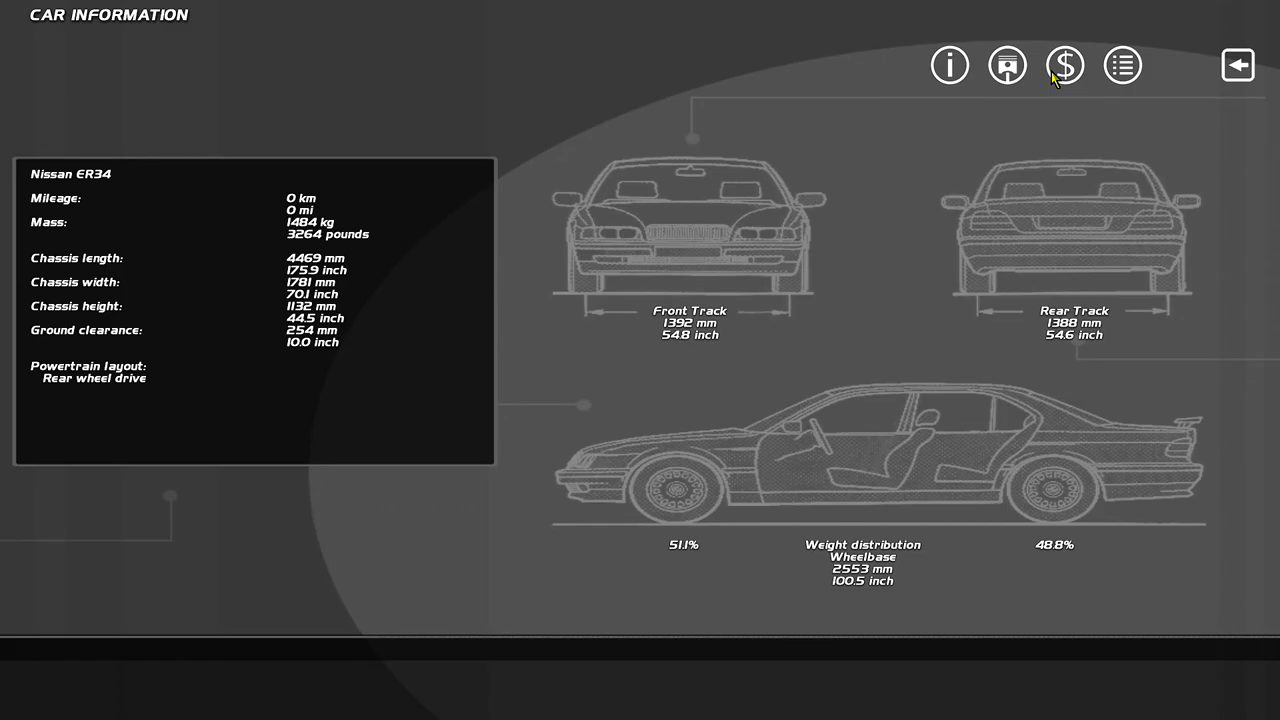 CAR INFORMATION
Nissan ER34
Mileage: 0 km
0 mi
Mass: 1484 kg
3264 pounds
Chassis length: 4469 mm
175.9 inch
Chassis width: 1781 mm
70.1 inch
Chassis height: 1132 mm
44.5 inch
Ground clearance: 254 mm
10.0 inch
Powertrain layout:
Rear wheel drive
Front Track
1392 mm
54.8 inch
Rear Track
1388 mm
54.6 inch
51.1% Weight distribution 48.8%
Wheelbase
2553 mm
100.5 inch